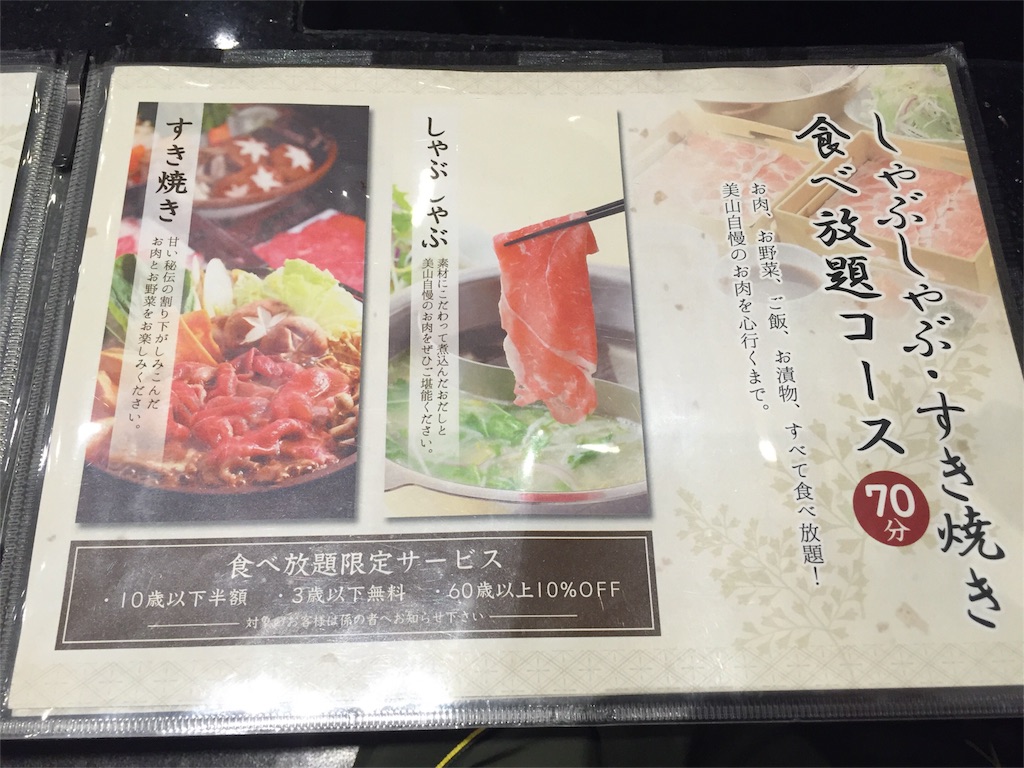 しゃぶしゃぶ・すき焼き
食べ放題コース
70分
お肉、お野菜、ご飯、お漬物、すべて食べ放題！
美山自慢のお肉を心行くまで。
しゃぶしゃぶ
素材にこだわって煮込んだおだしと
美山自慢のお肉をぜひご堪能ください。
すき焼き
甘い秘伝の割り下がしみこんだ
お肉とお野菜をお楽しみください。
食べ放題限定サービス
・10歳以下半額 ・3歳以下無料 ・60歳以上10%OFF
対象のお客様は係の者へお知らせ下さい